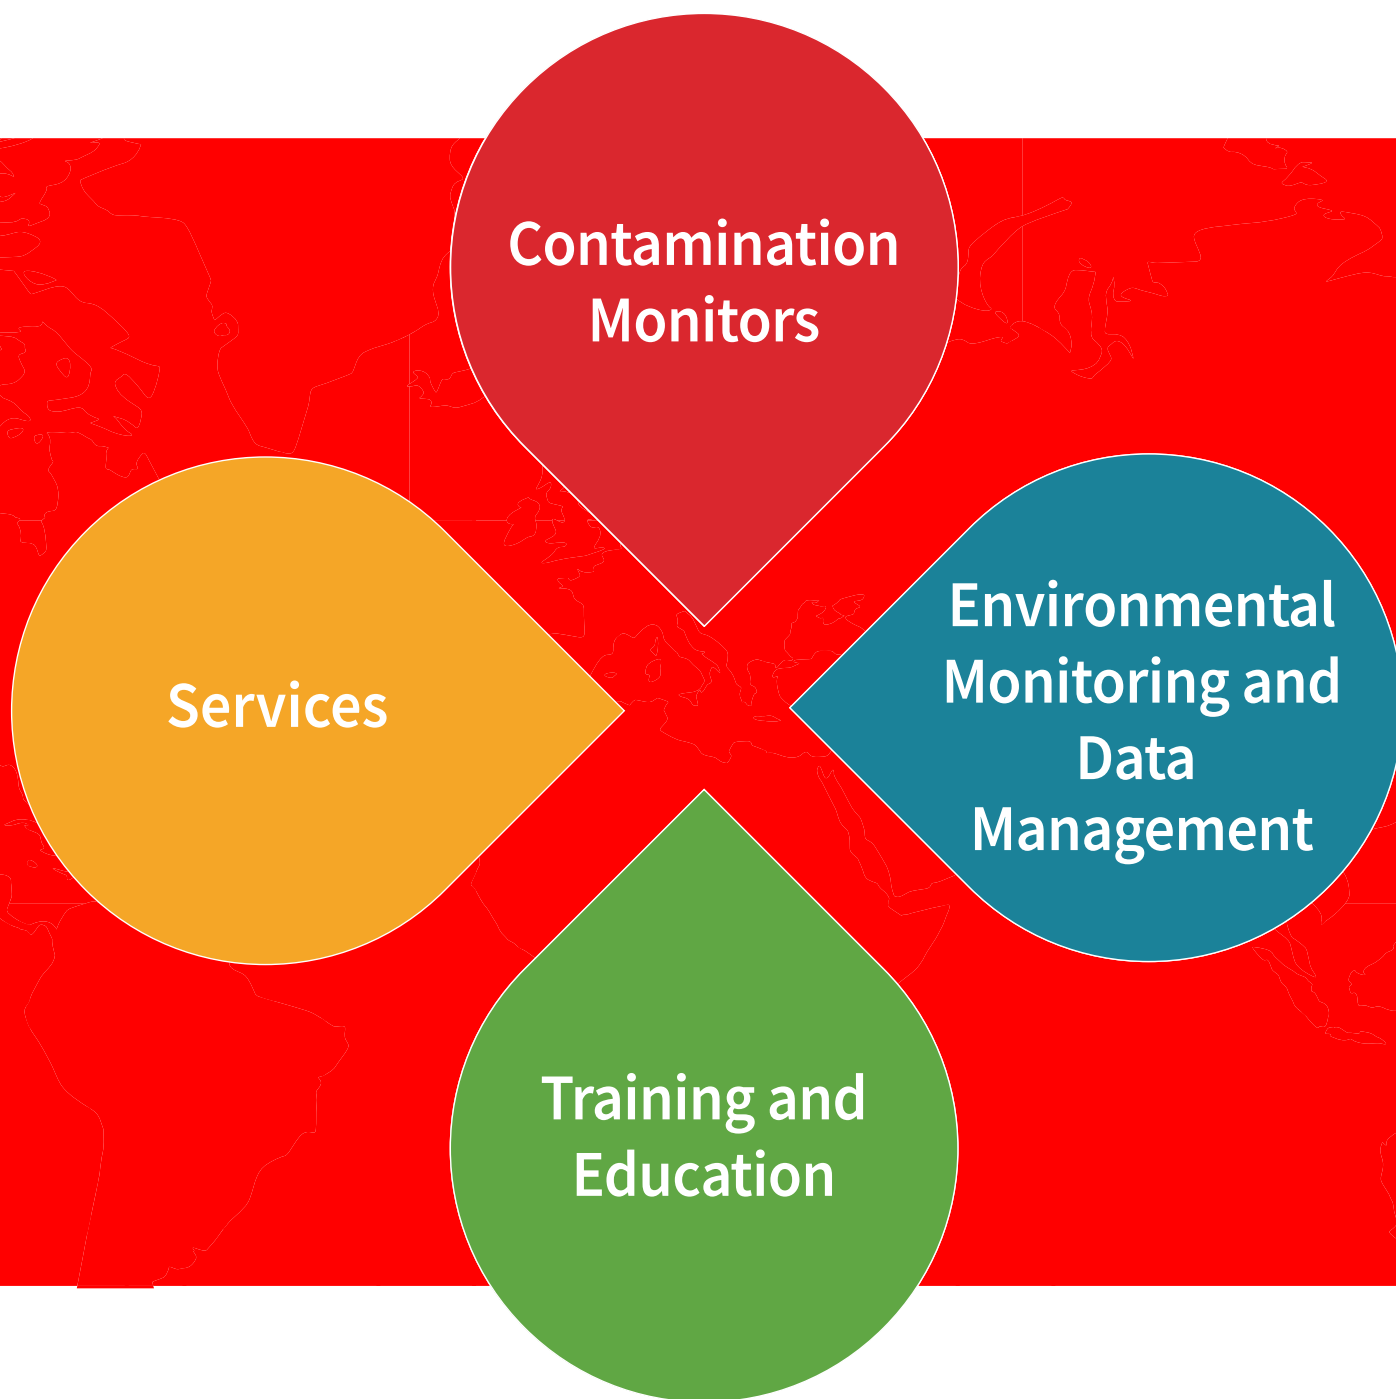 Contamination
Monitors
Environmental
Monitoring and
Data
Management
Services
Training and
Education